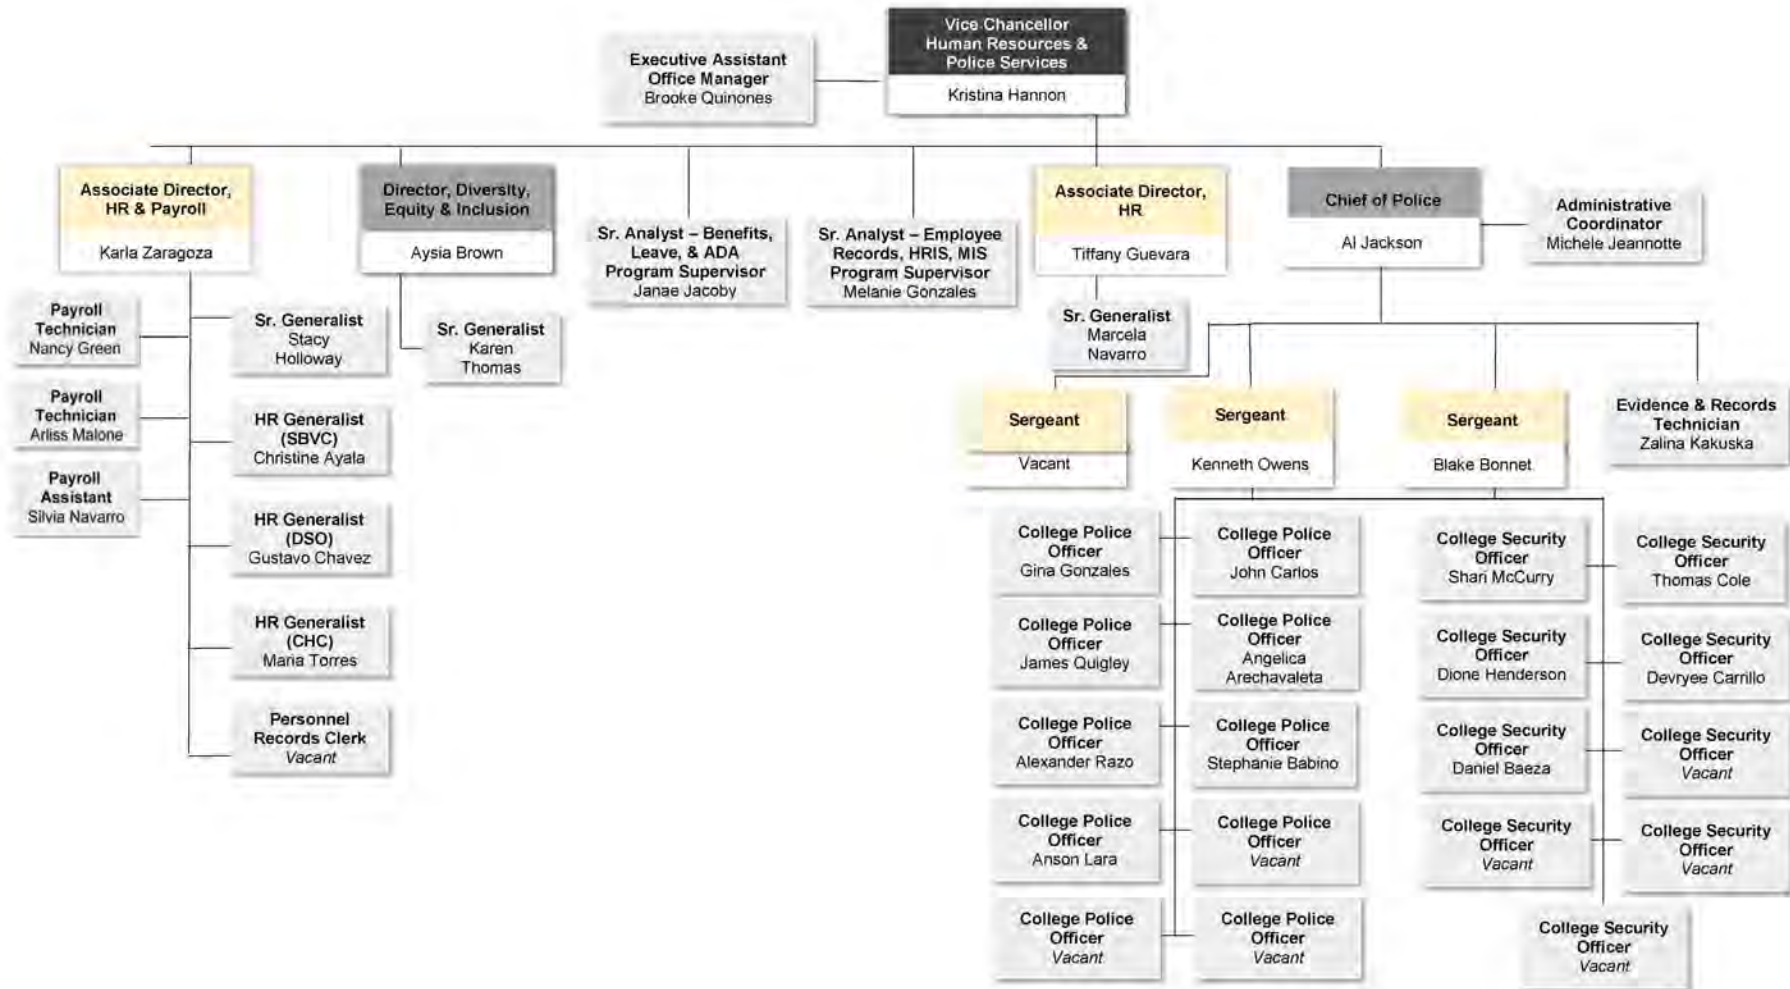 Vice Chancellor
Human Resources &
Police Services
Kristina Hannon
Executive Assistant
Office Manager
Brooke Quinones
Associate Director,
HR & Payroll
Karla Zaragoza
Director, Diversity,
Equity & Inclusion
Aysia Brown
Sr. Analyst – Benefits,
Leave, & ADA
Program Supervisor
Janae Jacoby
Sr. Analyst – Employee
Records, HRIS, MIS
Program Supervisor
Melanie Gonzales
Associate Director,
HR
Tiffany Guevara
Chief of Police
Al Jackson
Administrative
Coordinator
Michele Jeannotte
Payroll
Technician
Nancy Green
Payroll
Technician
Arliss Malone
Payroll
Assistant
Silvia Navarro
Sr. Generalist
Stacy
Holloway
HR Generalist
(SBVC)
Christine Ayala
HR Generalist
(DSO)
Gustavo Chavez
HR Generalist
(CHC)
Maria Torres
Personnel
Records Clerk
Vacant
Sr. Generalist
Karen
Thomas
Sr. Generalist
Marcela
Navarro
Sergeant
Vacant
Sergeant
Kenneth Owens
Sergeant
Blake Bonnet
Evidence & Records
Technician
Zalina Kakuska
College Police
Officer
Gina Gonzales
College Police
Officer
John Carlos
College Police
Officer
James Quigley
College Police
Officer
Angelica
Arechavaleta
College Police
Officer
Alexander Razo
College Police
Officer
Stephanie Babino
College Police
Officer
Anson Lara
College Police
Officer
Vacant
College Police
Officer
Vacant
College Police
Officer
Vacant
College Security
Officer
Shari McCurry
College Security
Officer
Thomas Cole
College Security
Officer
Dione Henderson
College Security
Officer
Devryee Carrillo
College Security
Officer
Daniel Baeza
College Security
Officer
Vacant
College Security
Officer
Vacant
College Security
Officer
Vacant
College Security
Officer
Vacant